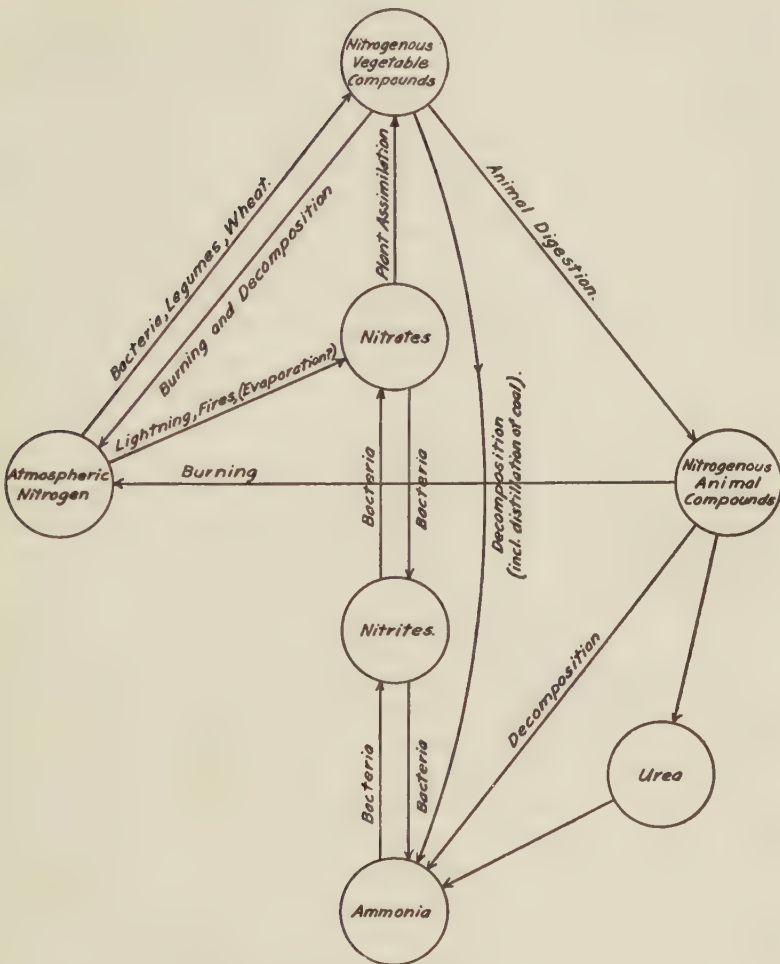 Nitrogenous
Vegetable
Compounds
Bacteria, Legumes, Wheat.
Burning and Decomposition
Plant Assimilation
Animal Digestion.
Nitrates
Lightning, Fires, (Evaporation?)
Decomposition
(incl. distillation of coal).
Atmospheric
Nitrogen
Burning
Bacteria
Bacteria
Nitrogenous
Animal
Compounds
Nitrites.
Decomposition
Bacteria
Bacteria
Urea
Ammonia